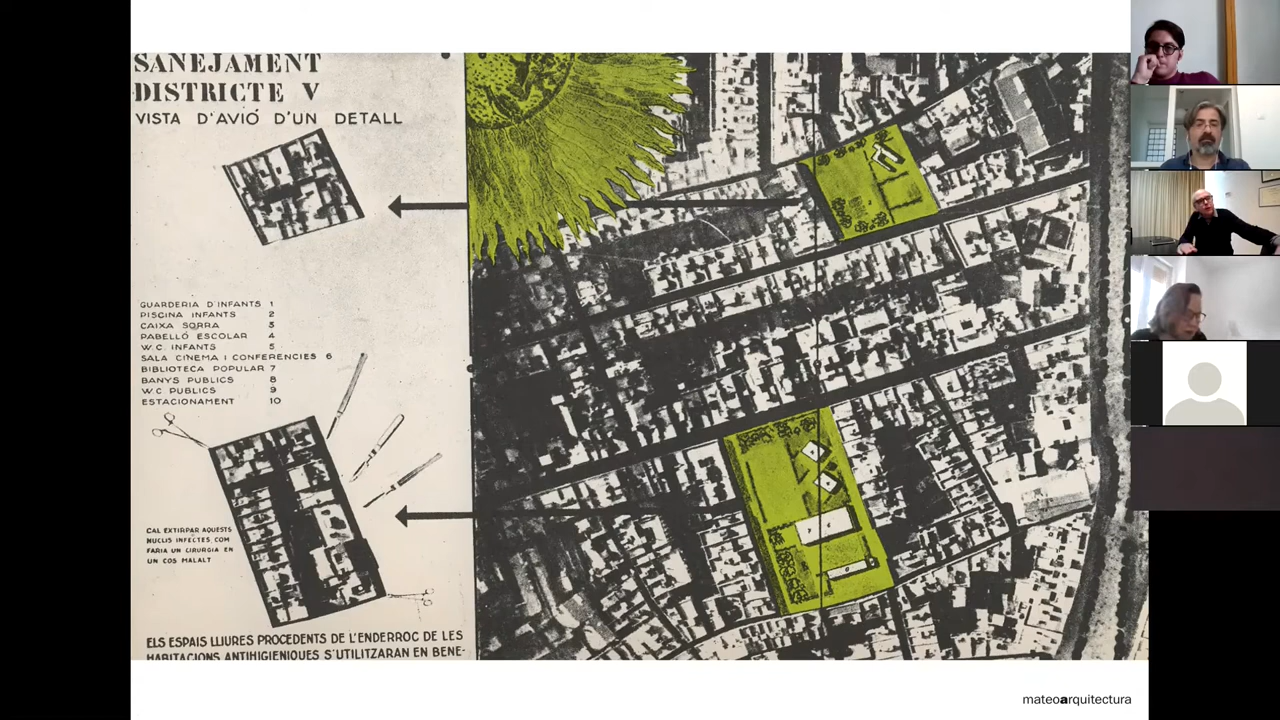 SANEJAMENT
DISTRICTE V
VISTA D'AVIÓ D'UN DETALL
GUARDERIA D'INFANTS 1
PISCINA INFANTS 2
CAIXA SORRA 3
PABELLÓ ESCOLAR 4
W.C. INFANTS 5
SALA CINEMA I CONFERENCIES 6
BIBLIOTECA POPULAR 7
BANYS PUBLICS 8
W.C PUBLICS 9
ESTACIONAMENT 10
CAL EXTIRPAR AQUESTS
NUCLIS INFECTES, COM
FARIA UN CIRURGIA EN
UN COS MALALT
ELS ESPAIS LLIURES PROCEDENTS DE L'ENDERROC DE LES
HABITACIONS ANTIHIGIENIQUES S'UTILITZARAN EN BENE-
mateoarquitectura